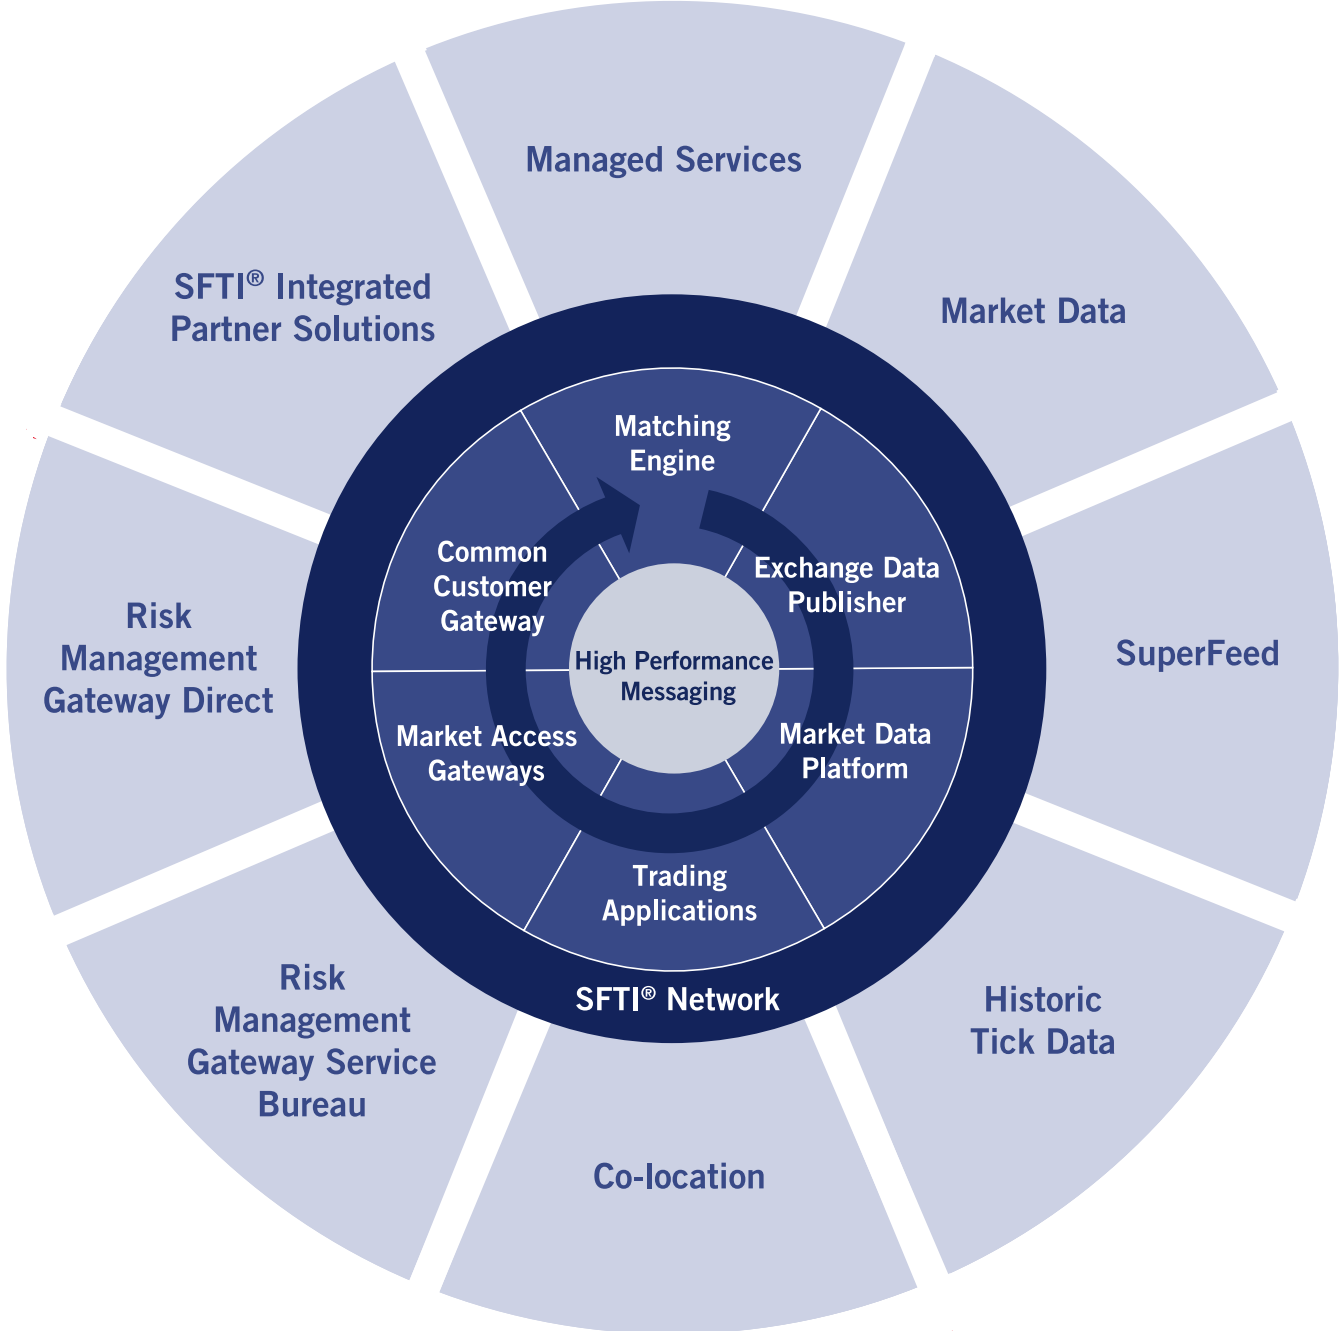 Managed Services
SFTI® Integrated
Partner Solutions
Market Data
Matching
Engine
Common
Customer
Gateway
Exchange Data
Publisher
Risk
Management
Gateway Direct
High Performance
Messaging
SuperFeed
Market Access
Gateways
Market Data
Platform
Trading
Applications
SFTI® Network
Risk
Management
Gateway Service
Bureau
Historic
Tick Data
Co-location